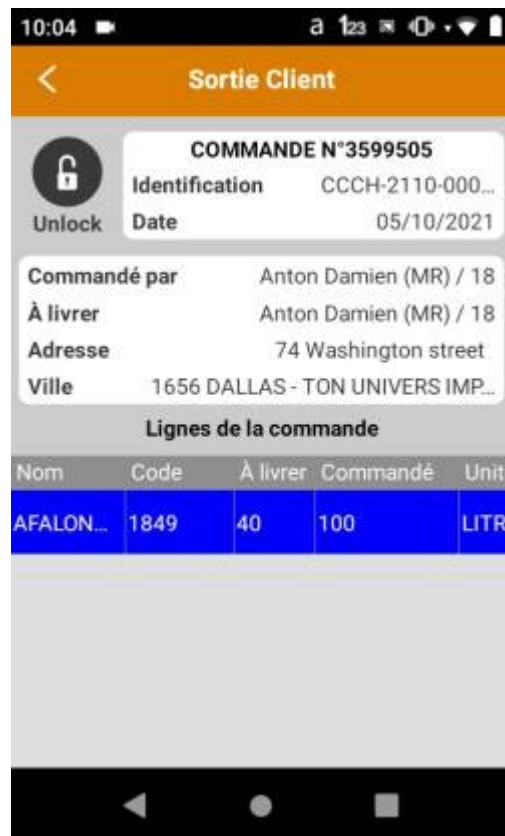 10:04 a 123
Sortie Client
COMMANDE N°3599505
Identification CCCH-2110-000...
Unlock Date 05/10/2021
Commandé par Anton Damien (MR) / 18
À livrer Anton Damien (MR) / 18
Adresse 74 Washington street
Ville 1656 DALLAS - TON UNIVERS IMP...
Lignes de la commande
Nom Code À livrer Commandé Unit
AFALON... 1849 40 100 LITR